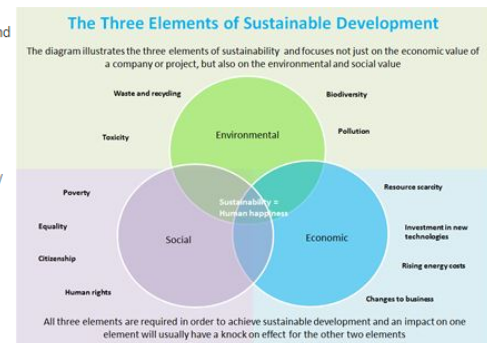 The Three Elements of Sustainable Development
The diagram illustrates the three elements of sustainability and focuses not just on the economic value of
a company or project, but also on the environmental and social value
Waste and recycling
Biodiversity
Toxicity
Environmental
Pollution
Sustainability =
Human happiness
Poverty
Equality
Citizenship
Human rights
Social
Economic
Resource scarcity
Investment in new
technologies
Rising energy costs
Changes to business
All three elements are required in order to achieve sustainable development and an impact on one
element will usually have a knock on effect for the other two elements